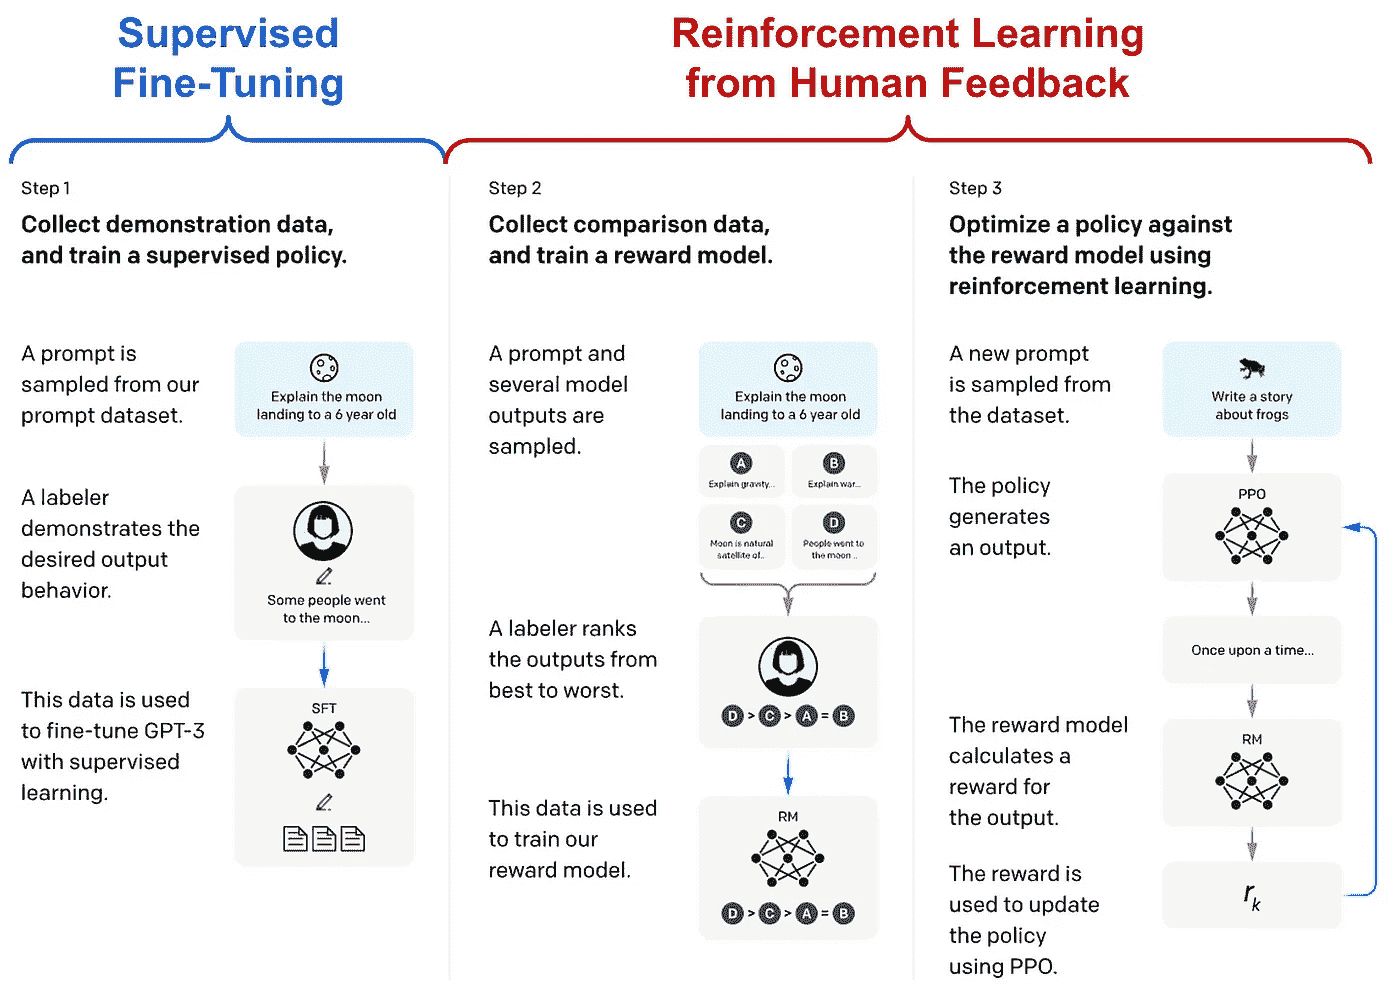 Supervised
Fine-Tuning
Reinforcement Learning
from Human Feedback
Step 1
Collect demonstration data,
and train a supervised policy.
A prompt is
sampled from our
prompt dataset.
Explain the moon
landing to a 6 year old
A labeler
demonstrates the
desired output
behavior.
Some people went
to the moon...
This data is used
to fine-tune GPT-3
with supervised
learning.
SFT
Step 2
Collect comparison data,
and train a reward model.
A prompt and
several model
outputs are
sampled.
Explain the moon
landing to a 6 year old
A
Explain gravity...
B
Explain war...
C
Moon is natural
satellite of...
D
People went to
the moon ...
A labeler ranks
the outputs from
best to worst.
D > C > A = B
This data is used
to train our
reward model.
RM
D > C > A = B
Step 3
Optimize a policy against
the reward model using
reinforcement learning.
A new prompt
is sampled from
the dataset.
Write a story
about frogs
The policy
generates
an output.
PPO
Once upon a time...
The reward model
calculates a
reward for
the output.
RM
The reward is
used to update
the policy
using PPO.
rk